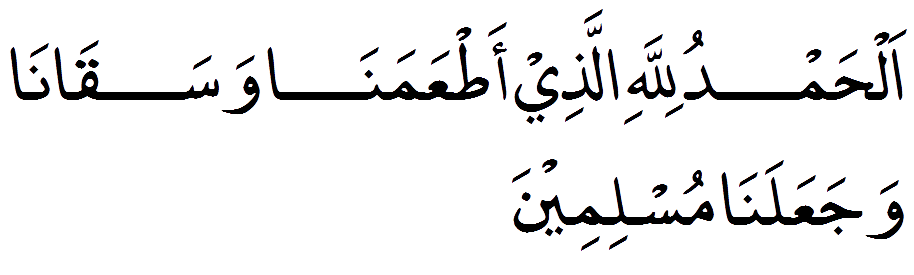 اَلْحَمْدُ لِلَّهِ الَّذِيْ أَطْعَمَنَا وَ سَقَانَا
وَ جَعَلَنَا مُسْلِمِيْنَ